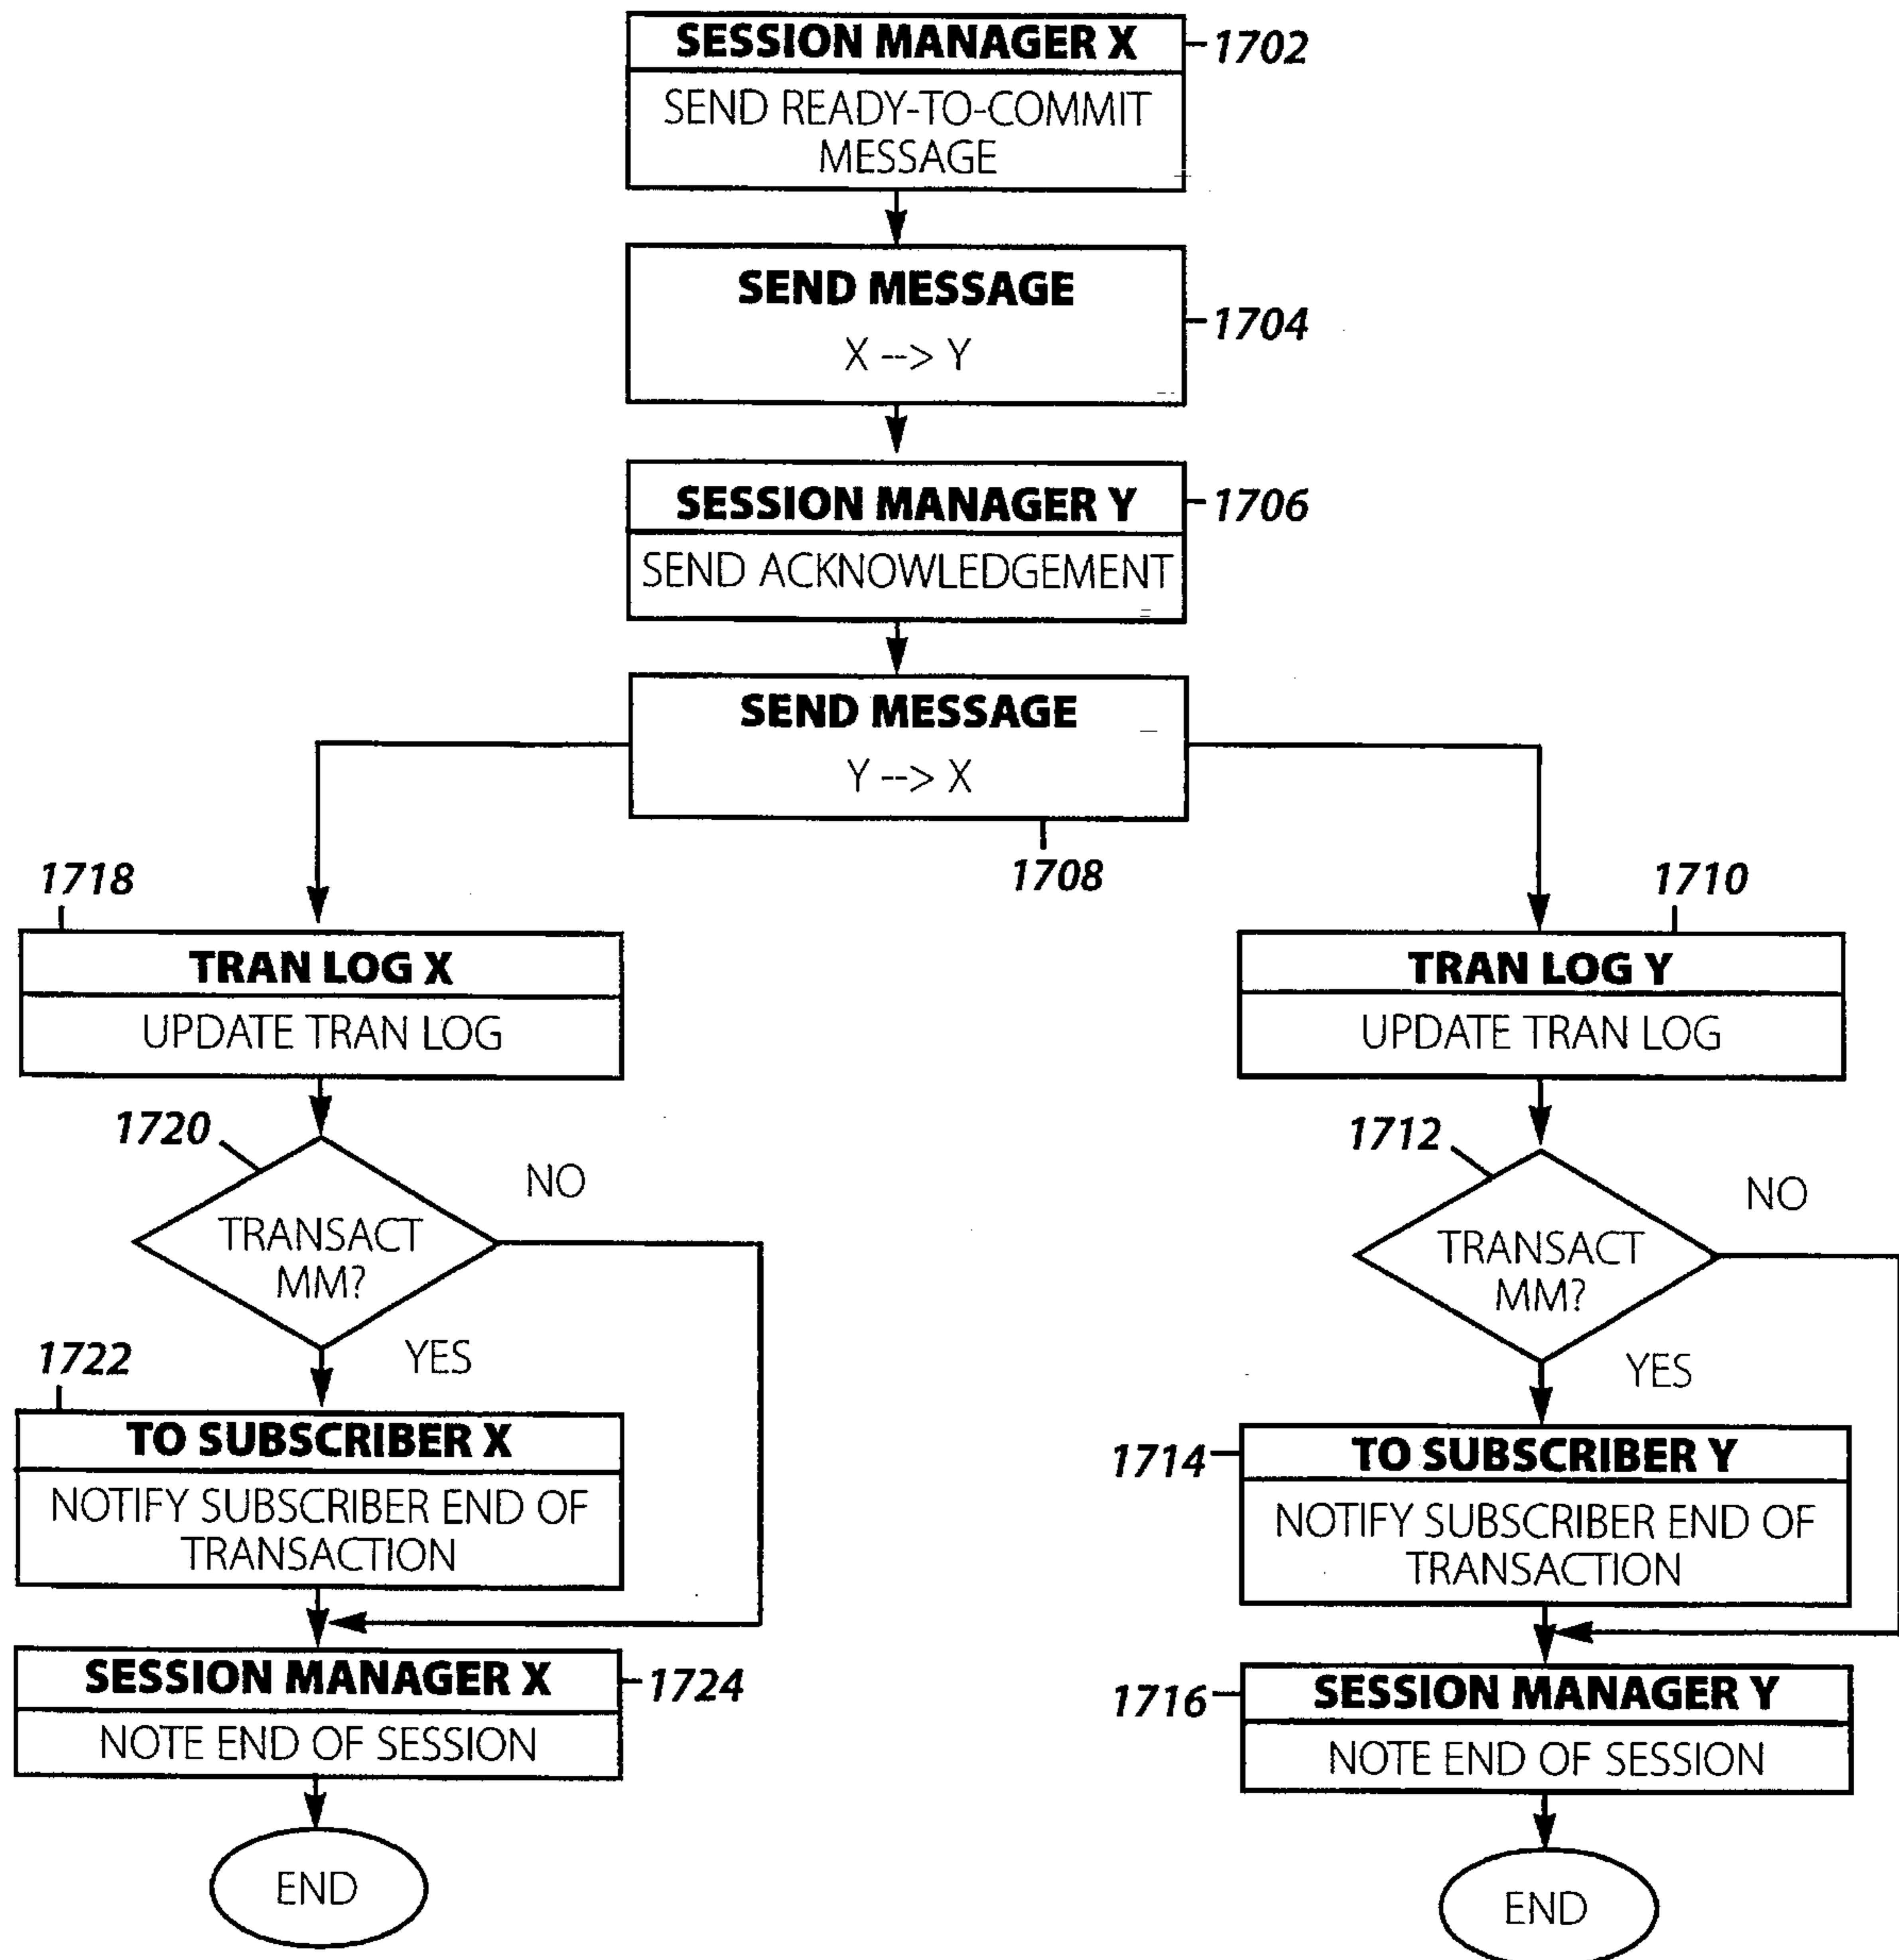 SESSION MANAGER X
1702
SEND READY-TO-COMMIT
MESSAGE
SEND MESSAGE
1704
X --> Y
SESSION MANAGER Y
1706
SEND ACKNOWLEDGEMENT
SEND MESSAGE
Y --> X
1708
1718
TRAN LOG X
UPDATE TRAN LOG
1720
NO
TRANSACT
MM?
YES
1722
TO SUBSCRIBER X
NOTIFY SUBSCRIBER END OF
TRANSACTION
SESSION MANAGER X
1724
NOTE END OF SESSION
END
1710
TRAN LOG Y
UPDATE TRAN LOG
1712
NO
TRANSACT
MM?
YES
1714
TO SUBSCRIBER Y
NOTIFY SUBSCRIBER END OF
TRANSACTION
1716
SESSION MANAGER Y
NOTE END OF SESSION
END